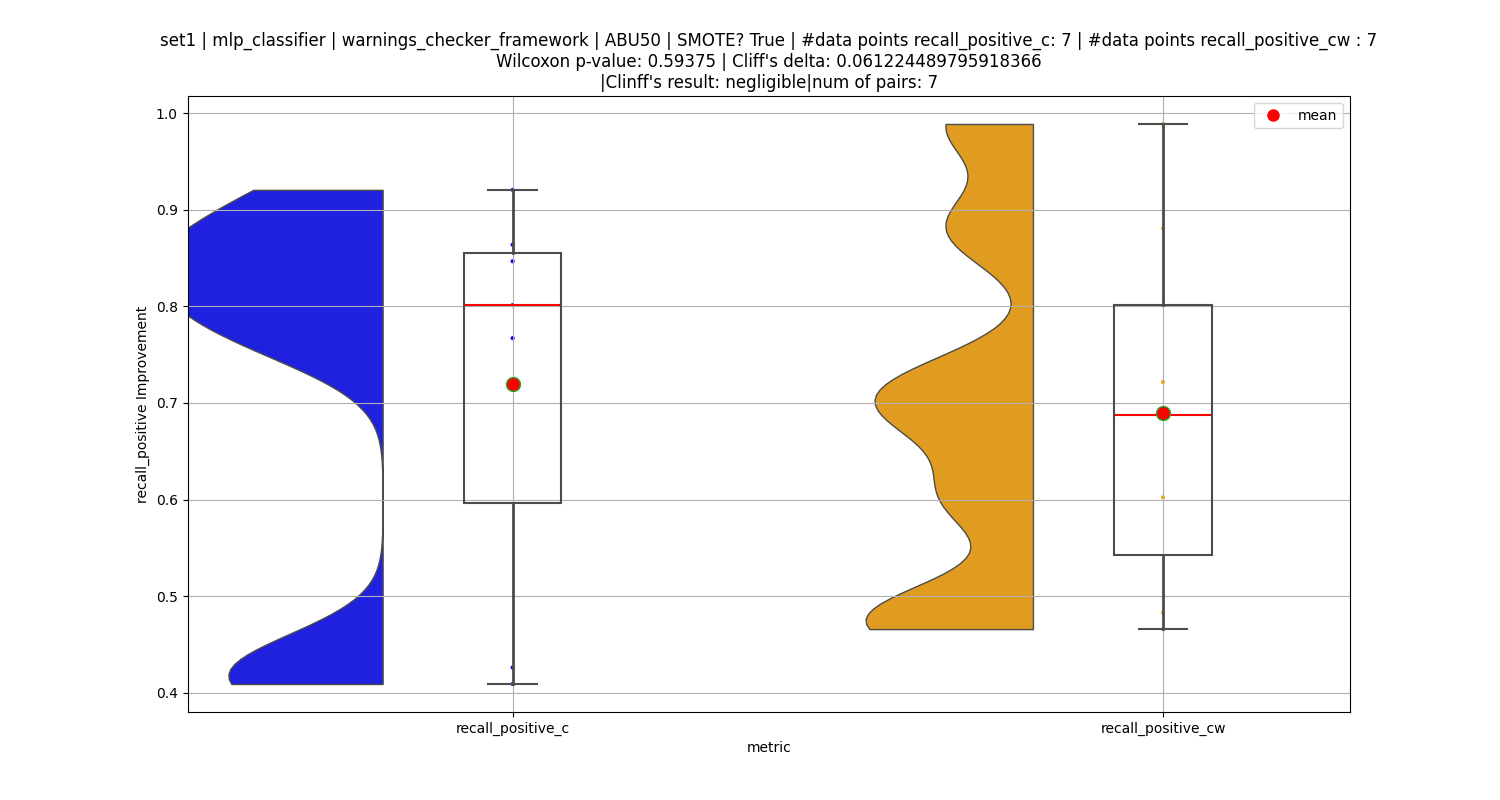 set1 | mlp_classifier | warnings_checker_framework | ABU50 | SMOTE? True | #data points recall_positive_c: 7 | #data points recall_positive_cw : 7
Wilcoxon p-value: 0.59375 | Cliff's delta: 0.061224489795918366
|Clinff's result: negligible|num of pairs: 7
mean
1.0
0.9
0.8
0.7
0.6
0.5
0.4
recall_positive Improvement
recall_positive_c
recall_positive_cw
metric